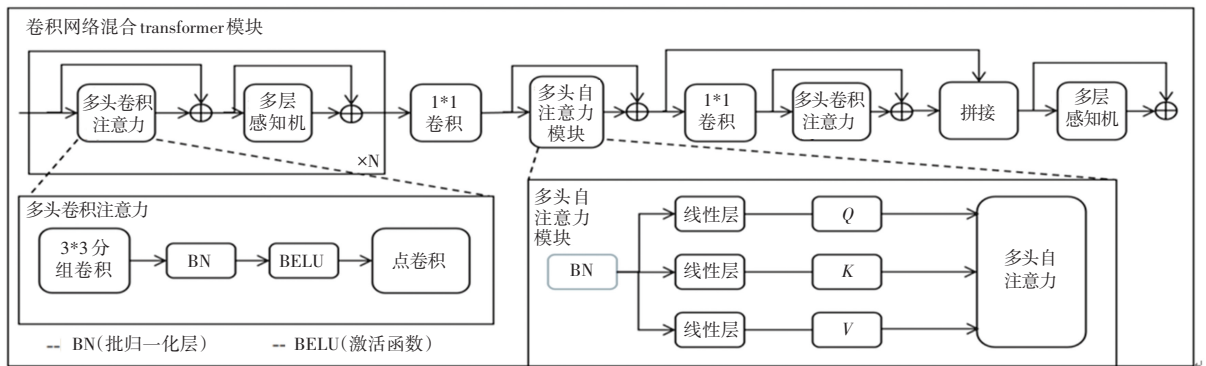 卷积网络混合transformer模块
多头卷积
注意力
多层
感知机
×N
1*1
卷积
多头自
注意力
模块
1*1
卷积
多头卷积
注意力
拼接
多层
感知机
多头卷积注意力
3*3分
组卷积
BN
BELU
点卷积
-- BN(批归一化层)
-- BELU(激活函数)
多头自
注意力
模块
BN
线性层
Q
线性层
K
线性层
V
多头自
注意力